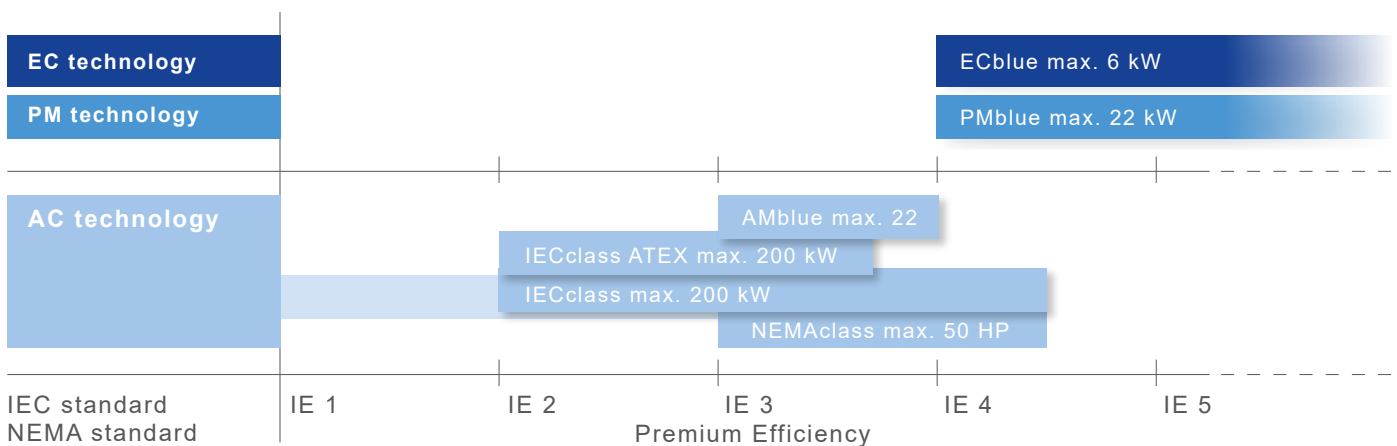 EC technology
ECblue max. 6 kW
PM technology
PMblue max. 22 kW
AC technology
AMblue max. 22
IECclass ATEX max. 200 kW
IECclass max. 200 kW
NEMAclass max. 50 HP
IEC standard
IE 1
IE 2
IE 3
IE 4
IE 5
NEMA standard
Premium Efficiency